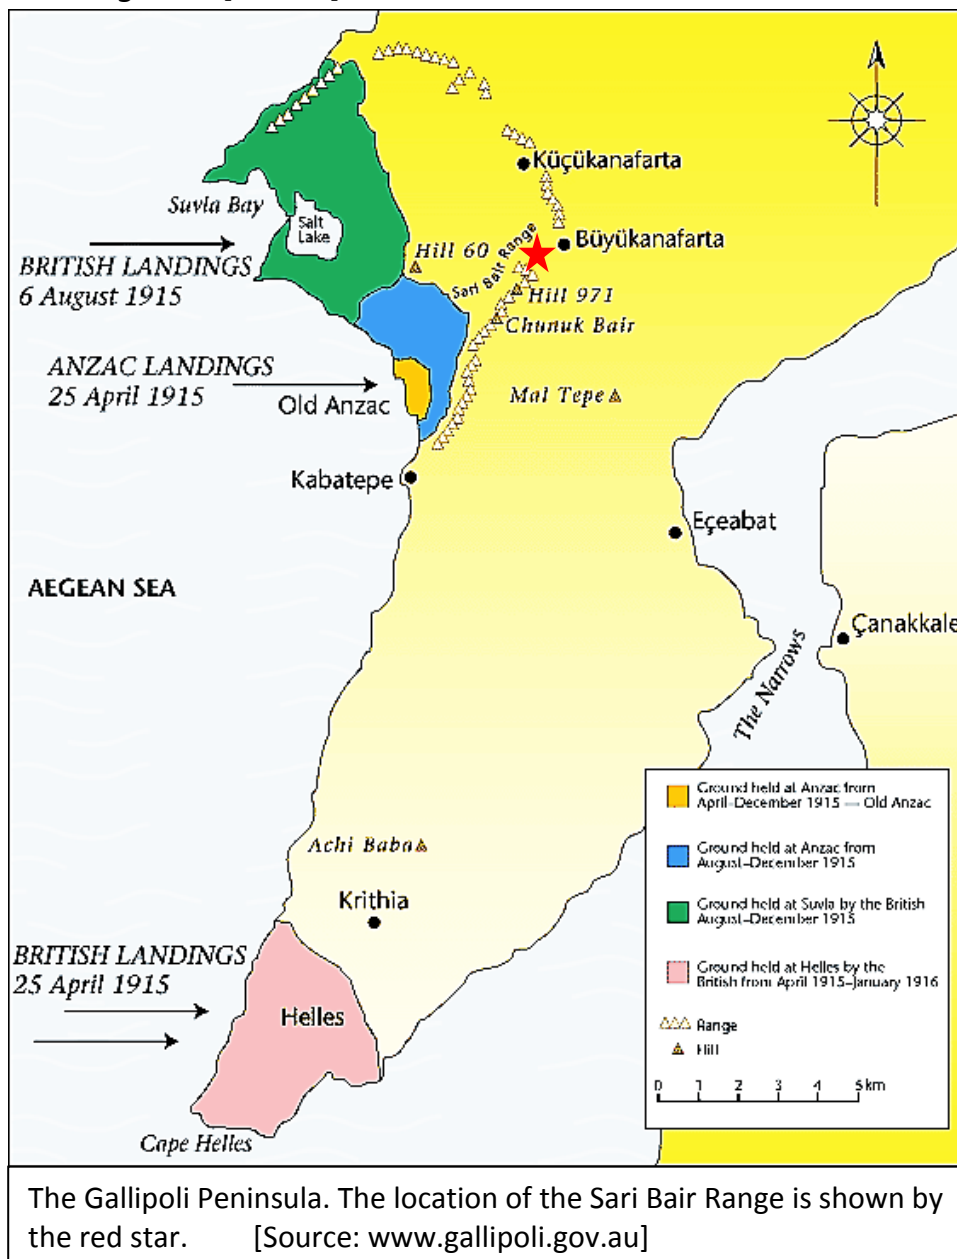 Küçükanafarta
Suvla Bay
Salt
Lake
Büyükanafarta
Hill 60
Sari Bair Range
BRITISH LANDINGS
6 August 1915
Hill 971
Chunuk Bair
ANZAC LANDINGS
25 April 1915
Old Anzac
Mal Tepe
Kabatepe
Eçeabat
AEGEAN SEA
Çanakkale
The Narrows
Ground held at Anzac from
April–December 1915 — Old Anzac
Ground held at Anzac from
August–December 1915
Ground held at Suvla by the British
August–December 1915
Ground held at Helles by the
British from April 1915–January 1916
Range
Hill
0 1 2 3 4 5 km
Achi Baba
Krithia
BRITISH LANDINGS
25 April 1915
Helles
Cape Helles
The Gallipoli Peninsula. The location of the Sari Bair Range is shown by
the red star. [Source: www.gallipoli.gov.au]